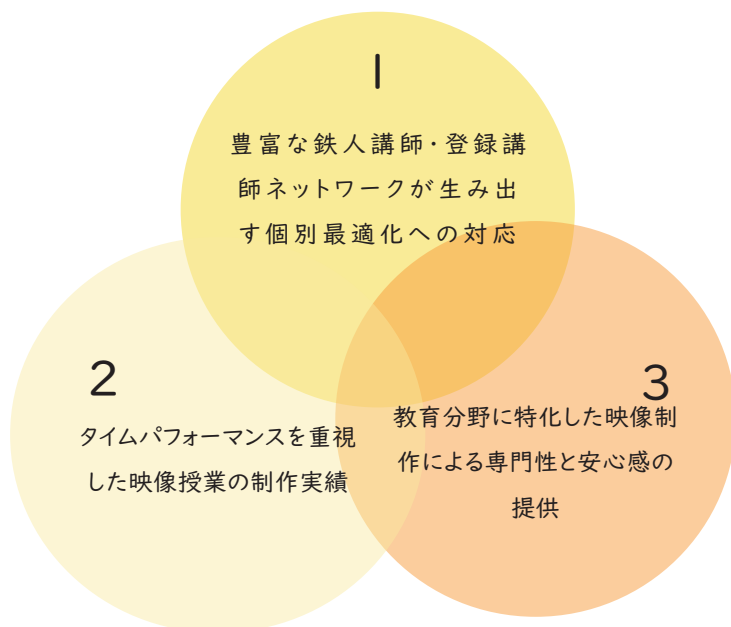 1
豊富な鉄人講師・登録講
師ネットワークが生み出
す個別最適化への対応
2
タイムパフォーマンスを重視
した映像授業の制作実績
3
教育分野に特化した映像制
作による専門性と安心感の
提供